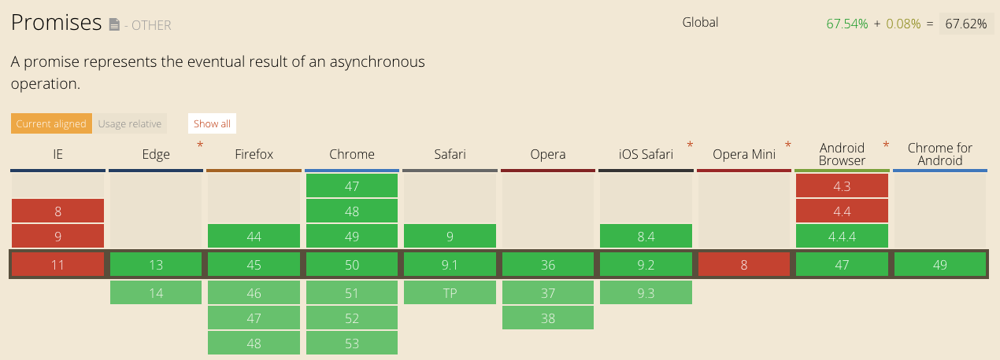 Promises - OTHER
Global 67.54% + 0.08% = 67.62%
A promise represents the eventual result of an asynchronous
operation.
Current aligned Usage relative Show all
IE Edge * Firefox Chrome Safari Opera iOS Safari * Opera Mini * Android Browser * Chrome for Android
47 4.3
8 48 4.4
9 44 49 9 8.4 4.4.4
11 13 45 50 9.1 36 9.2 8 47 49
14 46 51 TP 37 9.3
47 52 38
48 53